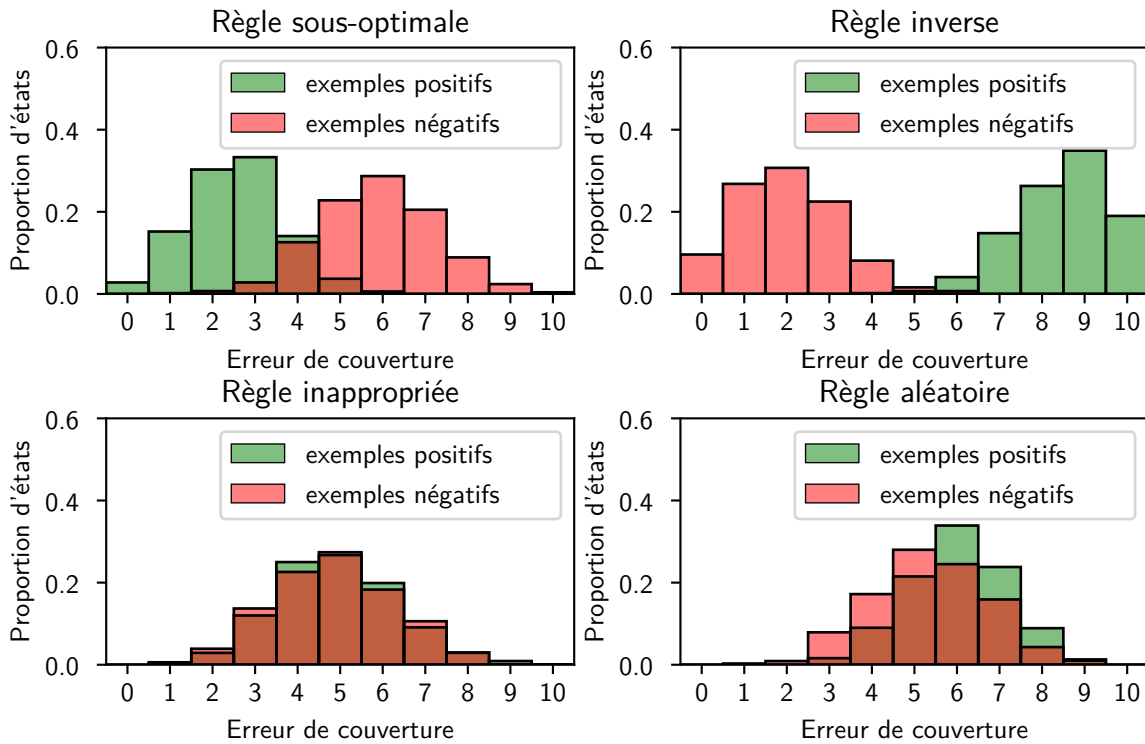 Règle sous-optimale
Proportion d'états
0.6
0.4
0.2
0.0
exemples positifs
exemples négatifs
0 1 2 3 4 5 6 7 8 9 10
Erreur de couverture
Règle inverse
Proportion d'états
0.6
0.4
0.2
0.0
exemples positifs
exemples négatifs
0 1 2 3 4 5 6 7 8 9 10
Erreur de couverture
Règle inappropriée
Proportion d'états
0.6
0.4
0.2
0.0
exemples positifs
exemples négatifs
0 1 2 3 4 5 6 7 8 9 10
Erreur de couverture
Règle aléatoire
Proportion d'états
0.6
0.4
0.2
0.0
exemples positifs
exemples négatifs
0 1 2 3 4 5 6 7 8 9 10
Erreur de couverture